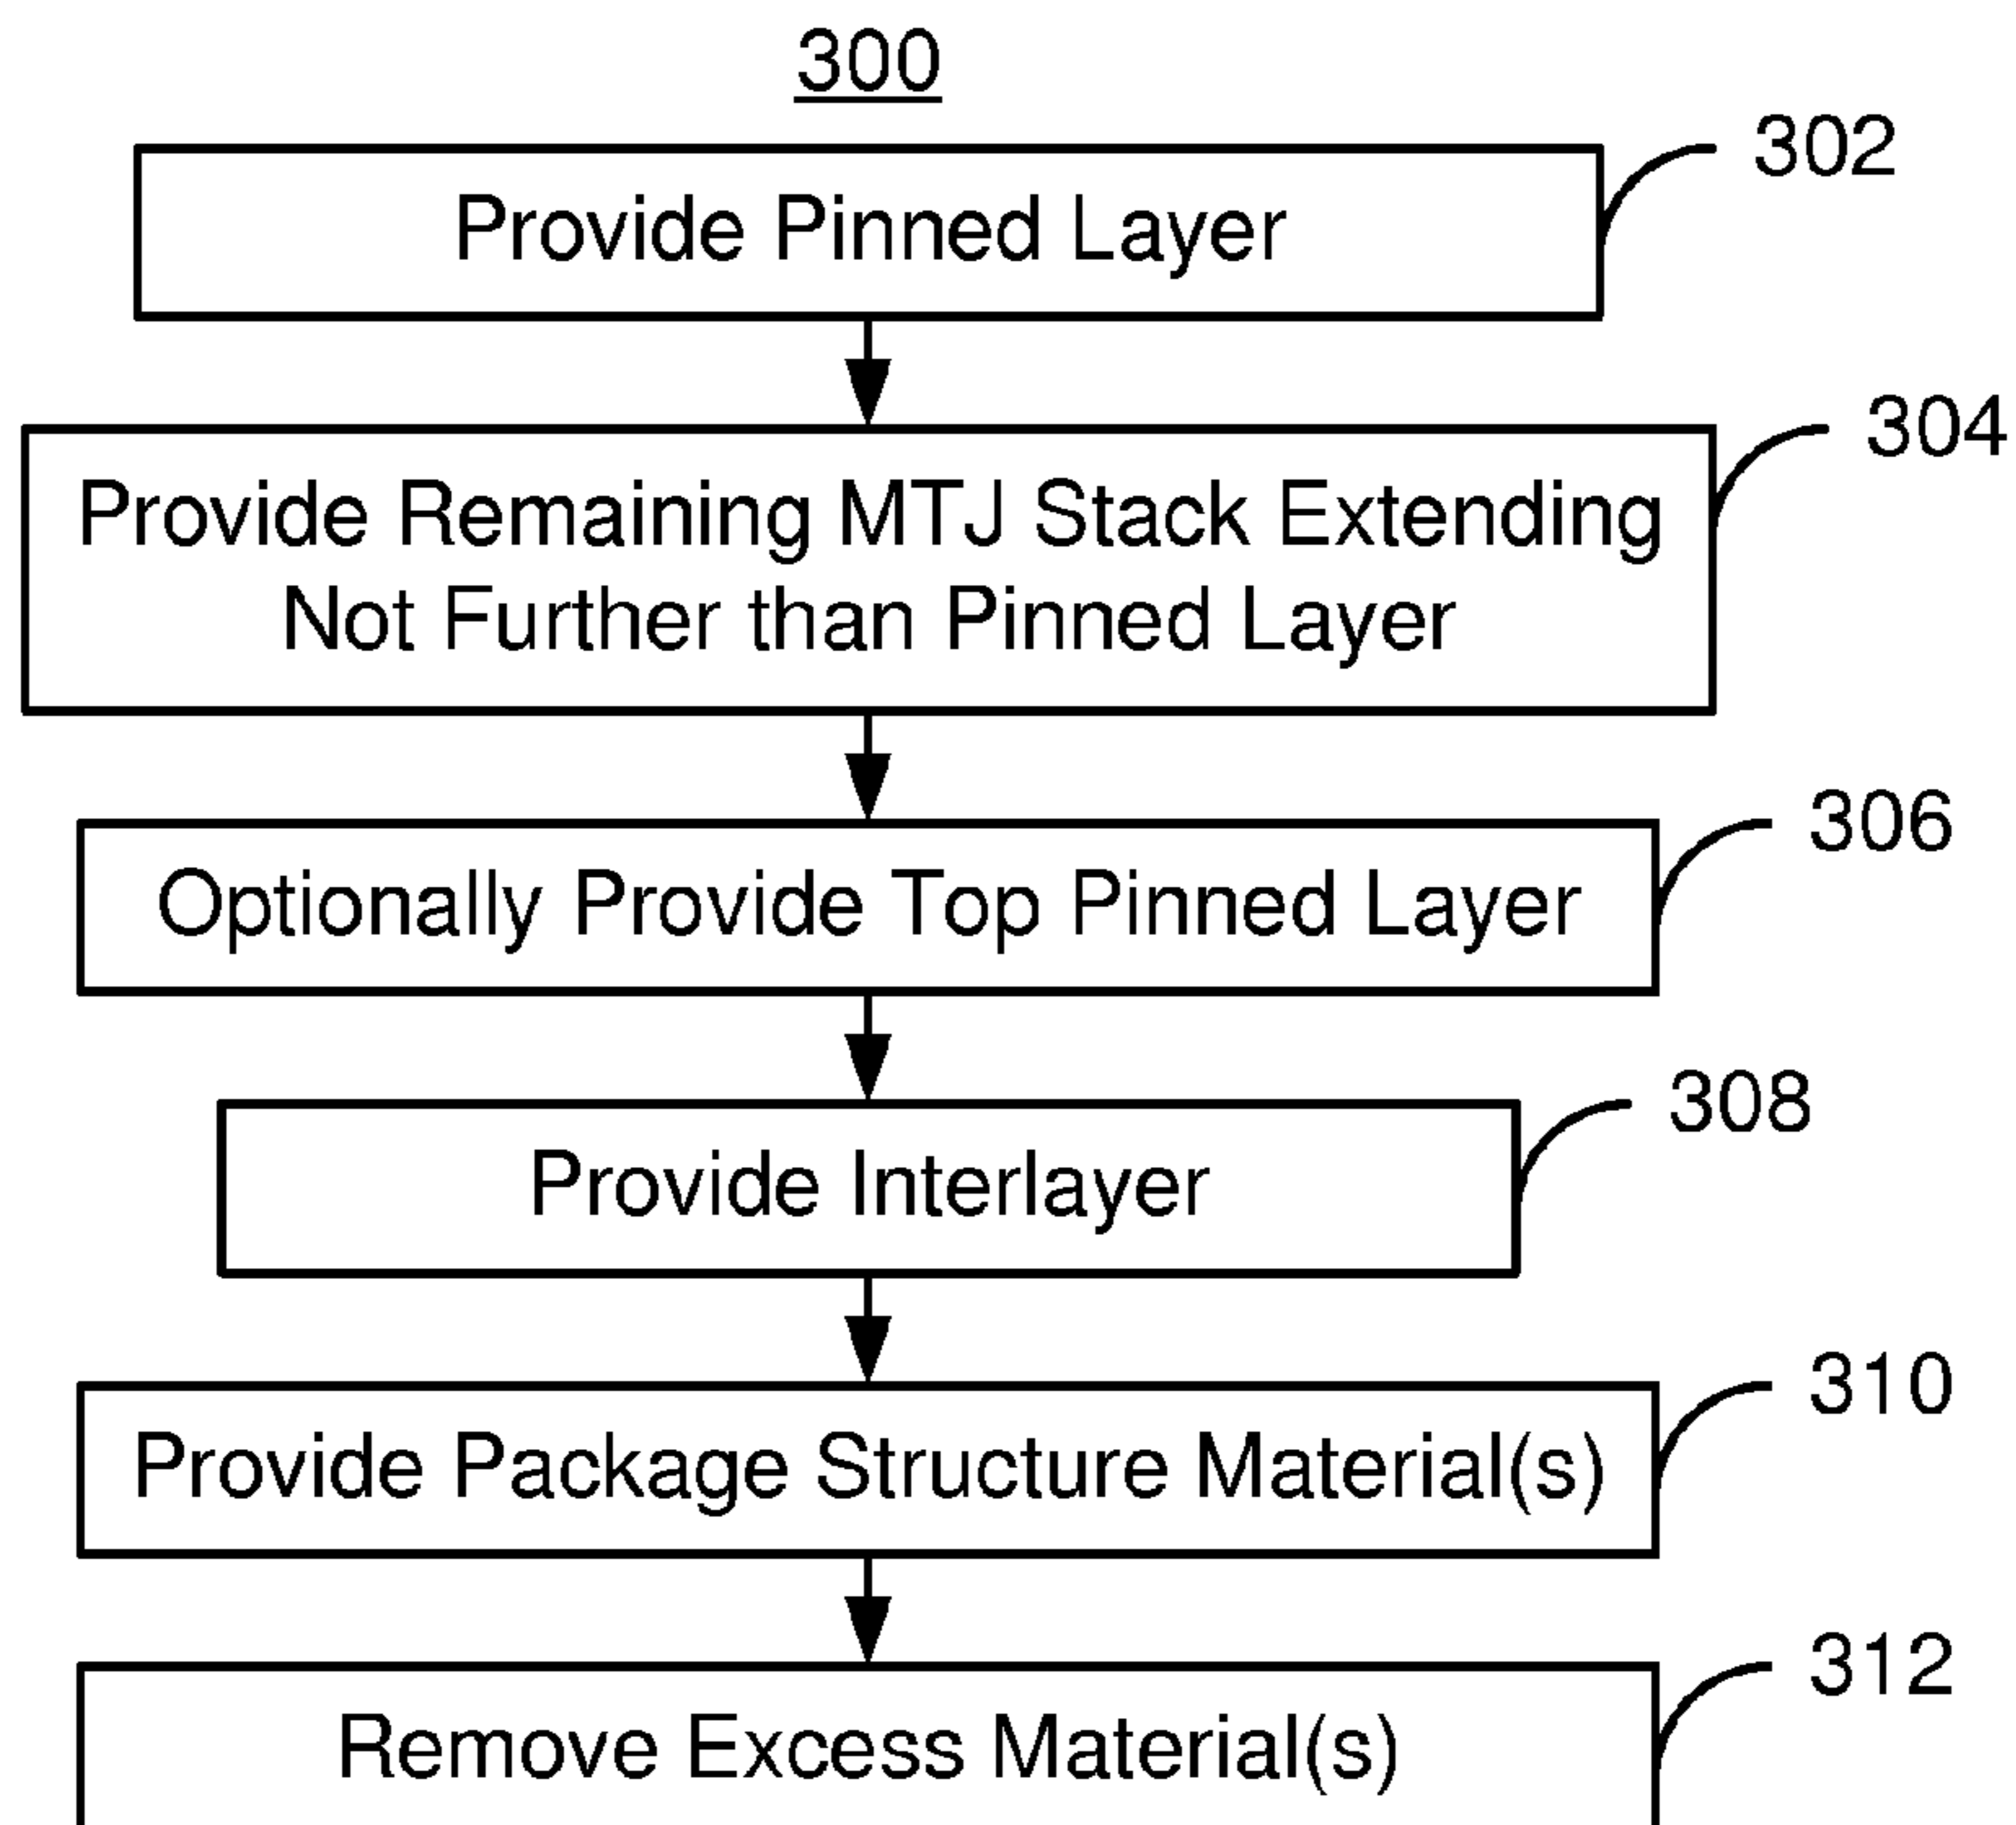 300
302
Provide Pinned Layer
304
Provide Remaining MTJ Stack Extending
Not Further than Pinned Layer
306
Optionally Provide Top Pinned Layer
308
Provide Interlayer
310
Provide Package Structure Material(s)
312
Remove Excess Material(s)